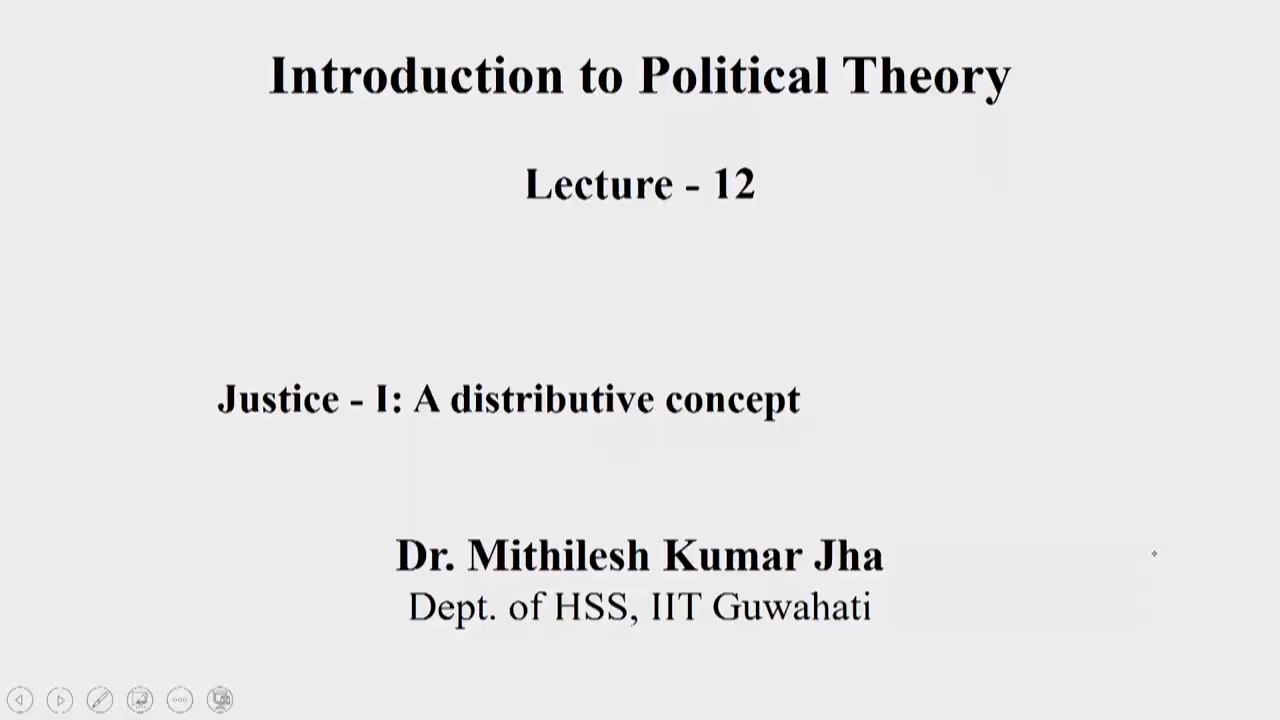 Introduction to Political Theory
Lecture - 12
Justice - I: A distributive concept
Dr. Mithilesh Kumar Jha
Dept. of HSS, IIT Guwahati